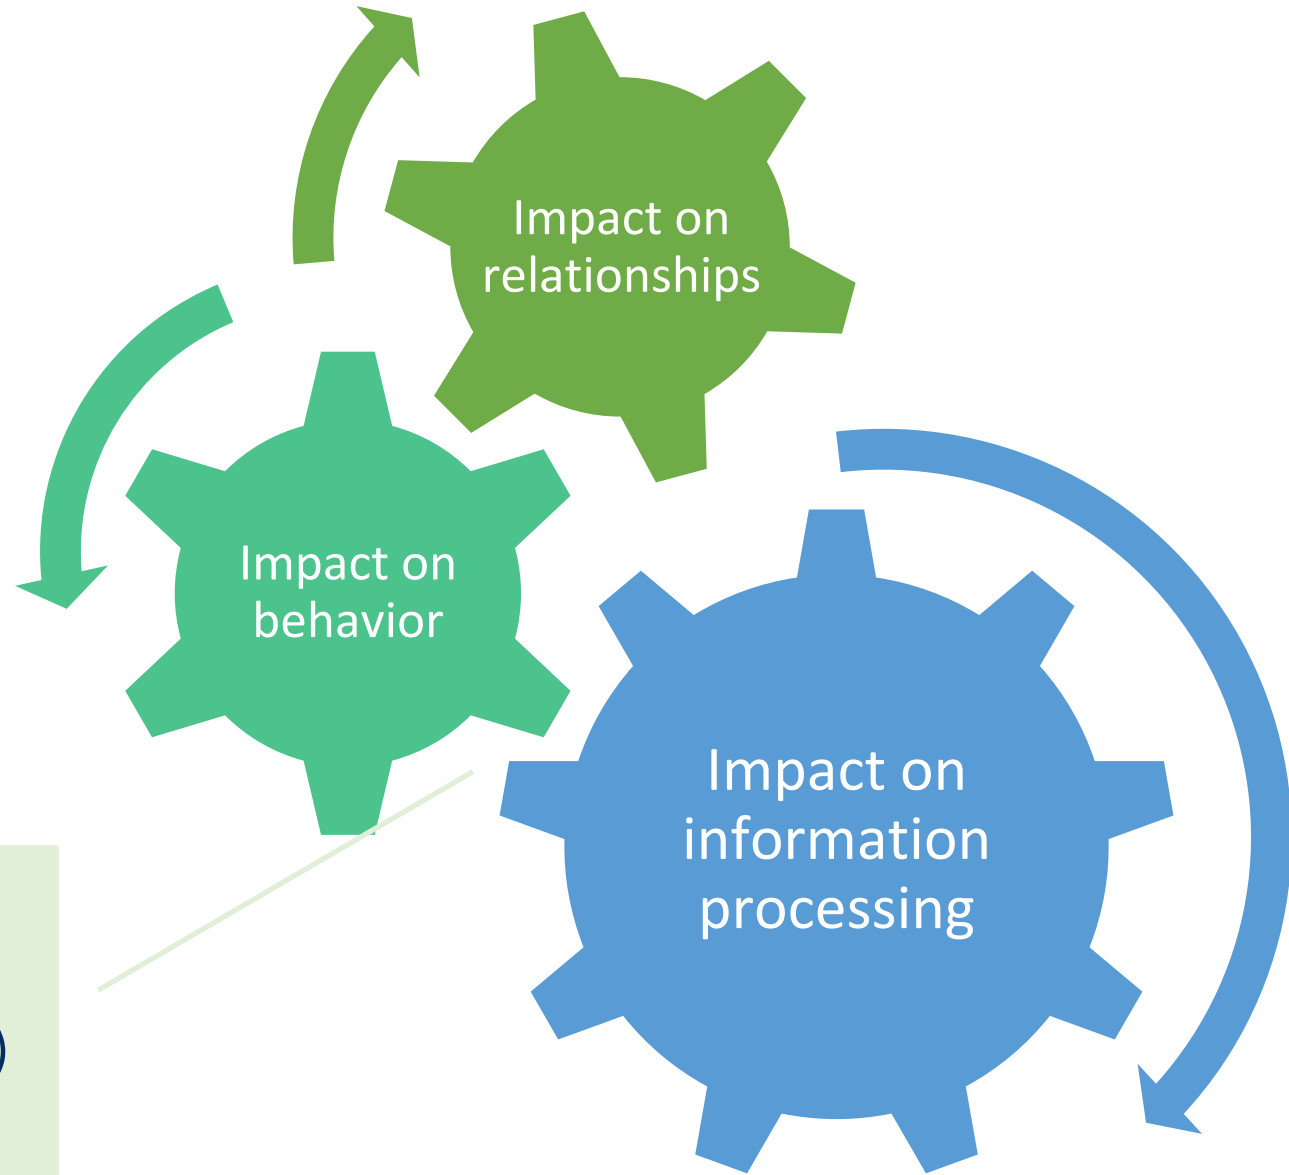 Impact on
relationships
Impact on
behavior
Impact on
information
processing
)